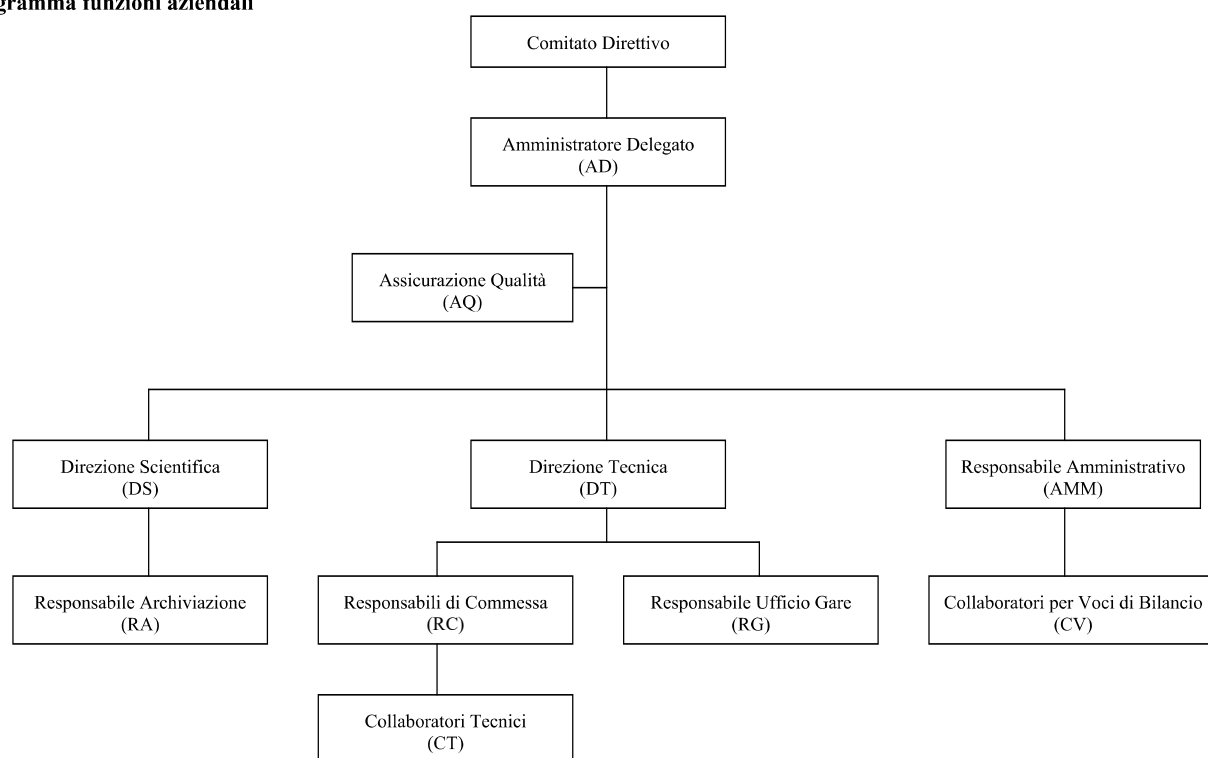 gramma funzioni aziendali
Comitato Direttivo
Amministratore Delegato
(AD)
Assicurazione Qualità
(AQ)
Direzione Scientifica
(DS)
Direzione Tecnica
(DT)
Responsabile Amministrativo
(AMM)
Responsabile Archiviazione
(RA)
Responsabili di Commessa
(RC)
Responsabile Ufficio Gare
(RG)
Collaboratori per Voci di Bilancio
(CV)
Collaboratori Tecnici
(CT)